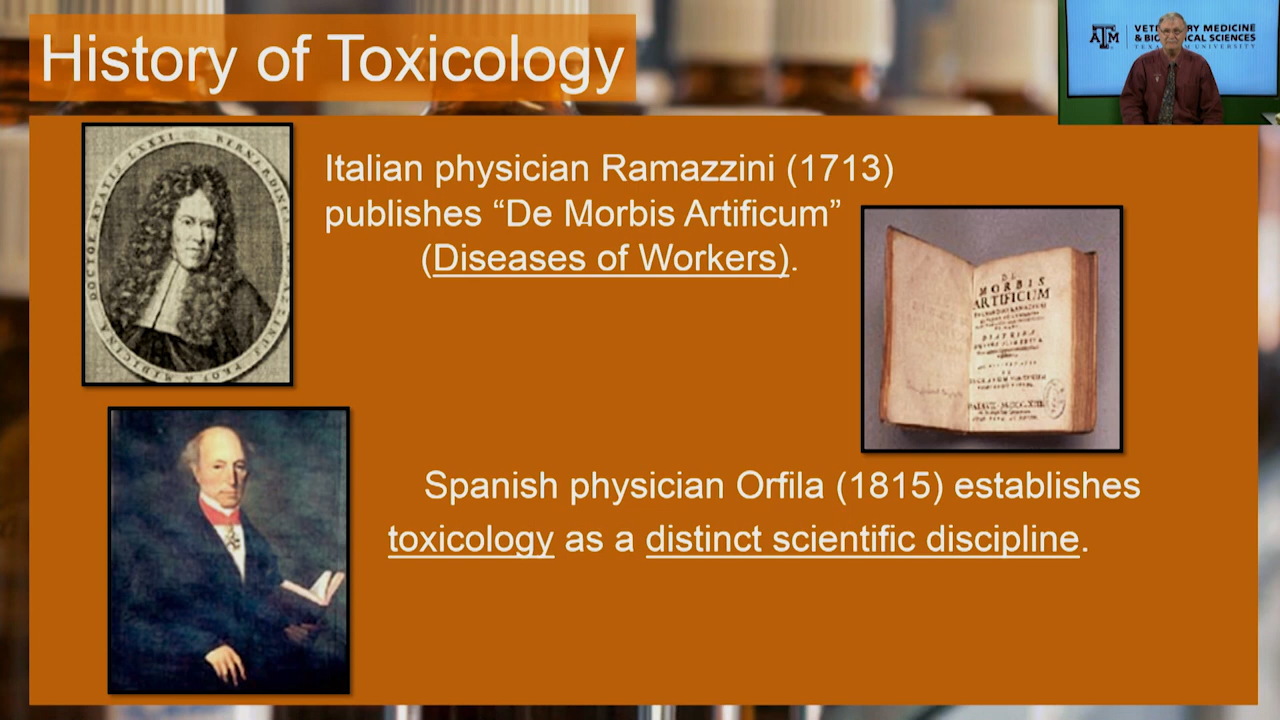 History of Toxicology
VETERINARY MEDICINE
& BIOMEDICAL SCIENCES
TEXAS A&M UNIVERSITY
Italian physician Ramazzini (1713)
publishes “De Morbis Artificum”
(Diseases of Workers).
DE
MORBIS
ARTIFICUM
Spanish physician Orfila (1815) establishes
toxicology as a distinct scientific discipline.